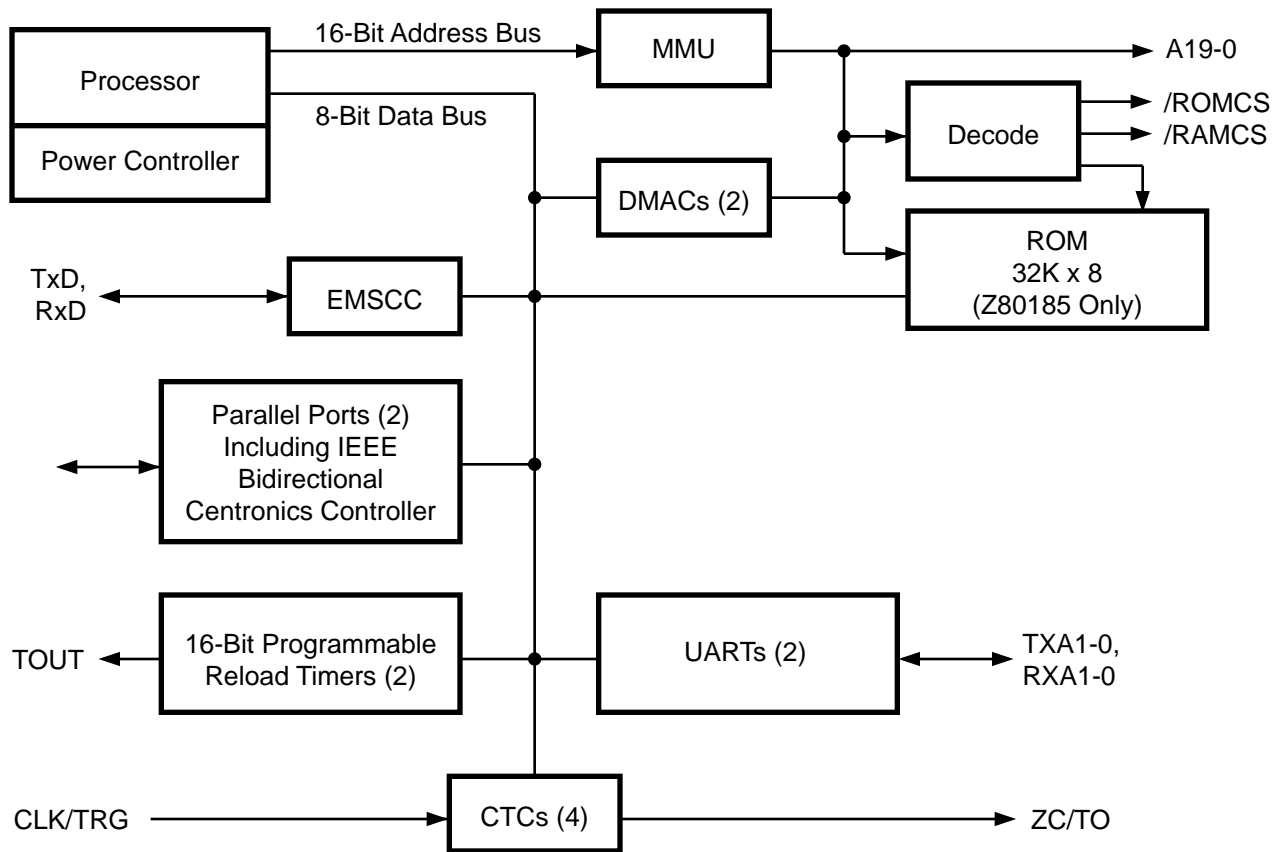 16-Bit Address Bus
MMU
A19-0
Processor
8-Bit Data Bus
Power Controller
Decode
/ROMCS
/RAMCS
DMACs (2)
ROM
32K x 8
(Z80185 Only)
TxD,
RxD
EMSCC
Parallel Ports (2)
Including IEEE
Bidirectional
Centronics Controller
TOUT
16-Bit Programmable
Reload Timers (2)
UARTs (2)
TXA1-0,
RXA1-0
CLK/TRG
CTCs (4)
ZC/TO